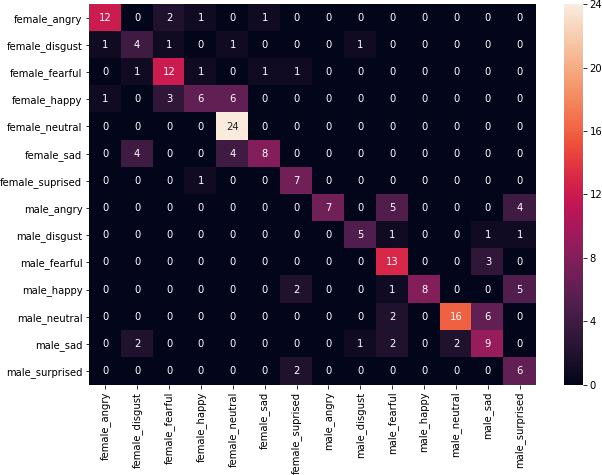 female_angry 12 0 2 1 0 1 0 0 0 0 0 0 0 0
female_disgust 1 4 1 0 1 0 0 0 1 0 0 0 0 0
female_fearful 0 1 12 1 0 1 1 0 0 0 0 0 0 0
female_happy 1 0 3 6 6 0 0 0 0 0 0 0 0 0
female_neutral 0 0 0 0 24 0 0 0 0 0 0 0 0 0
female_sad 0 4 0 0 4 8 0 0 0 0 0 0 0 0
female_suprised 0 0 0 1 0 0 7 0 0 0 0 0 0 0
male_angry 0 0 0 0 0 0 0 7 0 5 0 0 0 4
male_disgust 0 0 0 0 0 0 0 0 5 1 0 0 1 1
male_fearful 0 0 0 0 0 0 0 0 0 13 0 0 3 0
male_happy 0 0 0 0 0 0 2 0 0 1 8 0 0 5
male_neutral 0 0 0 0 0 0 0 0 0 2 0 16 6 0
male_sad 0 2 0 0 0 0 0 0 1 2 0 2 9 0
male_surprised 0 0 0 0 0 0 2 0 0 0 0 0 0 6
female_angry
female_disgust
female_fearful
female_happy
female_neutral
female_sad
female_suprised
male_angry
male_disgust
male_fearful
male_happy
male_neutral
male_sad
male_surprised
24
20
16
12
8
4
0